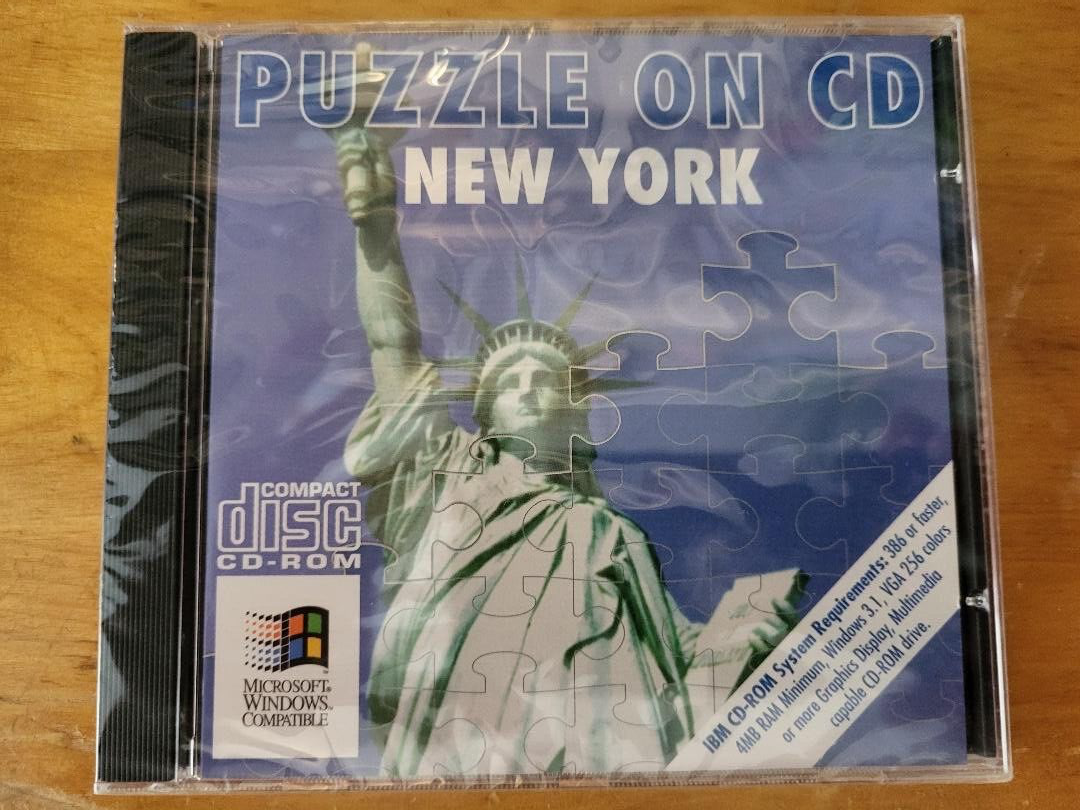 PUZZLE ON CD
NEW YORK
COMPACT
disc
CD-ROM
MICROSOFT®
WINDOWS™
COMPATIBLE
IBM CD-ROM System Requirements: 386 or faster,
4MB RAM Minimum, Windows 3.1, VGA 256 colors
or more Graphics Display, Multimedia
capable CD-ROM drive.